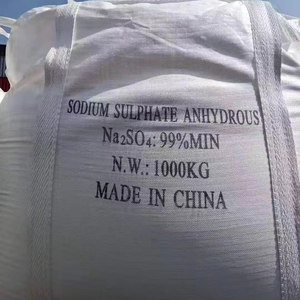 SODIUM SULPHATE ANHYDROUS
Na₂SO₄: 99%MIN
N.W.: 1000KG
MADE IN CHINA